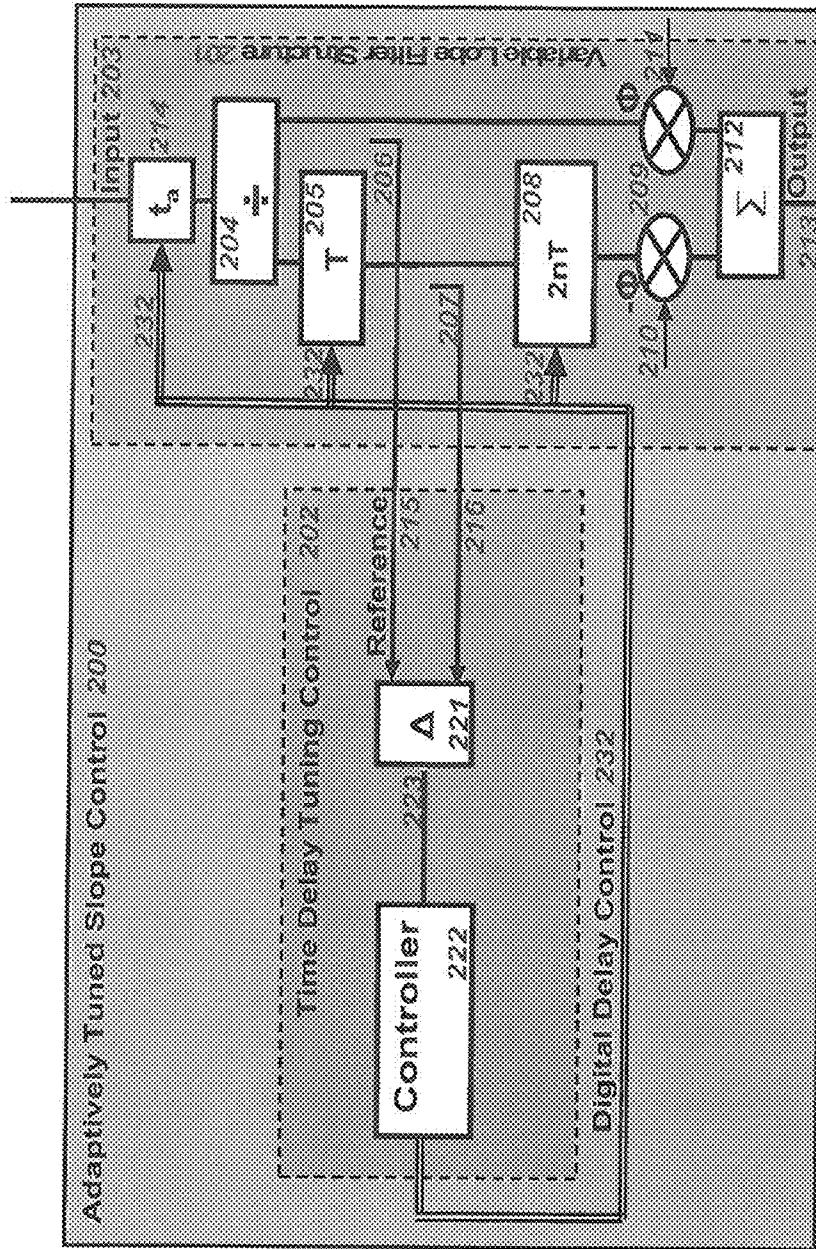 Adaptively Tuned Slope Control 200
Input 203
Variable Lobe Filter Structure
tₐ
214
232
204
÷
T
205
206
232
207
2nT
208
232
Φ
-Φ
209
210
Σ
212
Output
213
Time Delay Tuning Control 202
Reference
215
216
Δ
221
223
Controller
222
Digital Delay Control 232